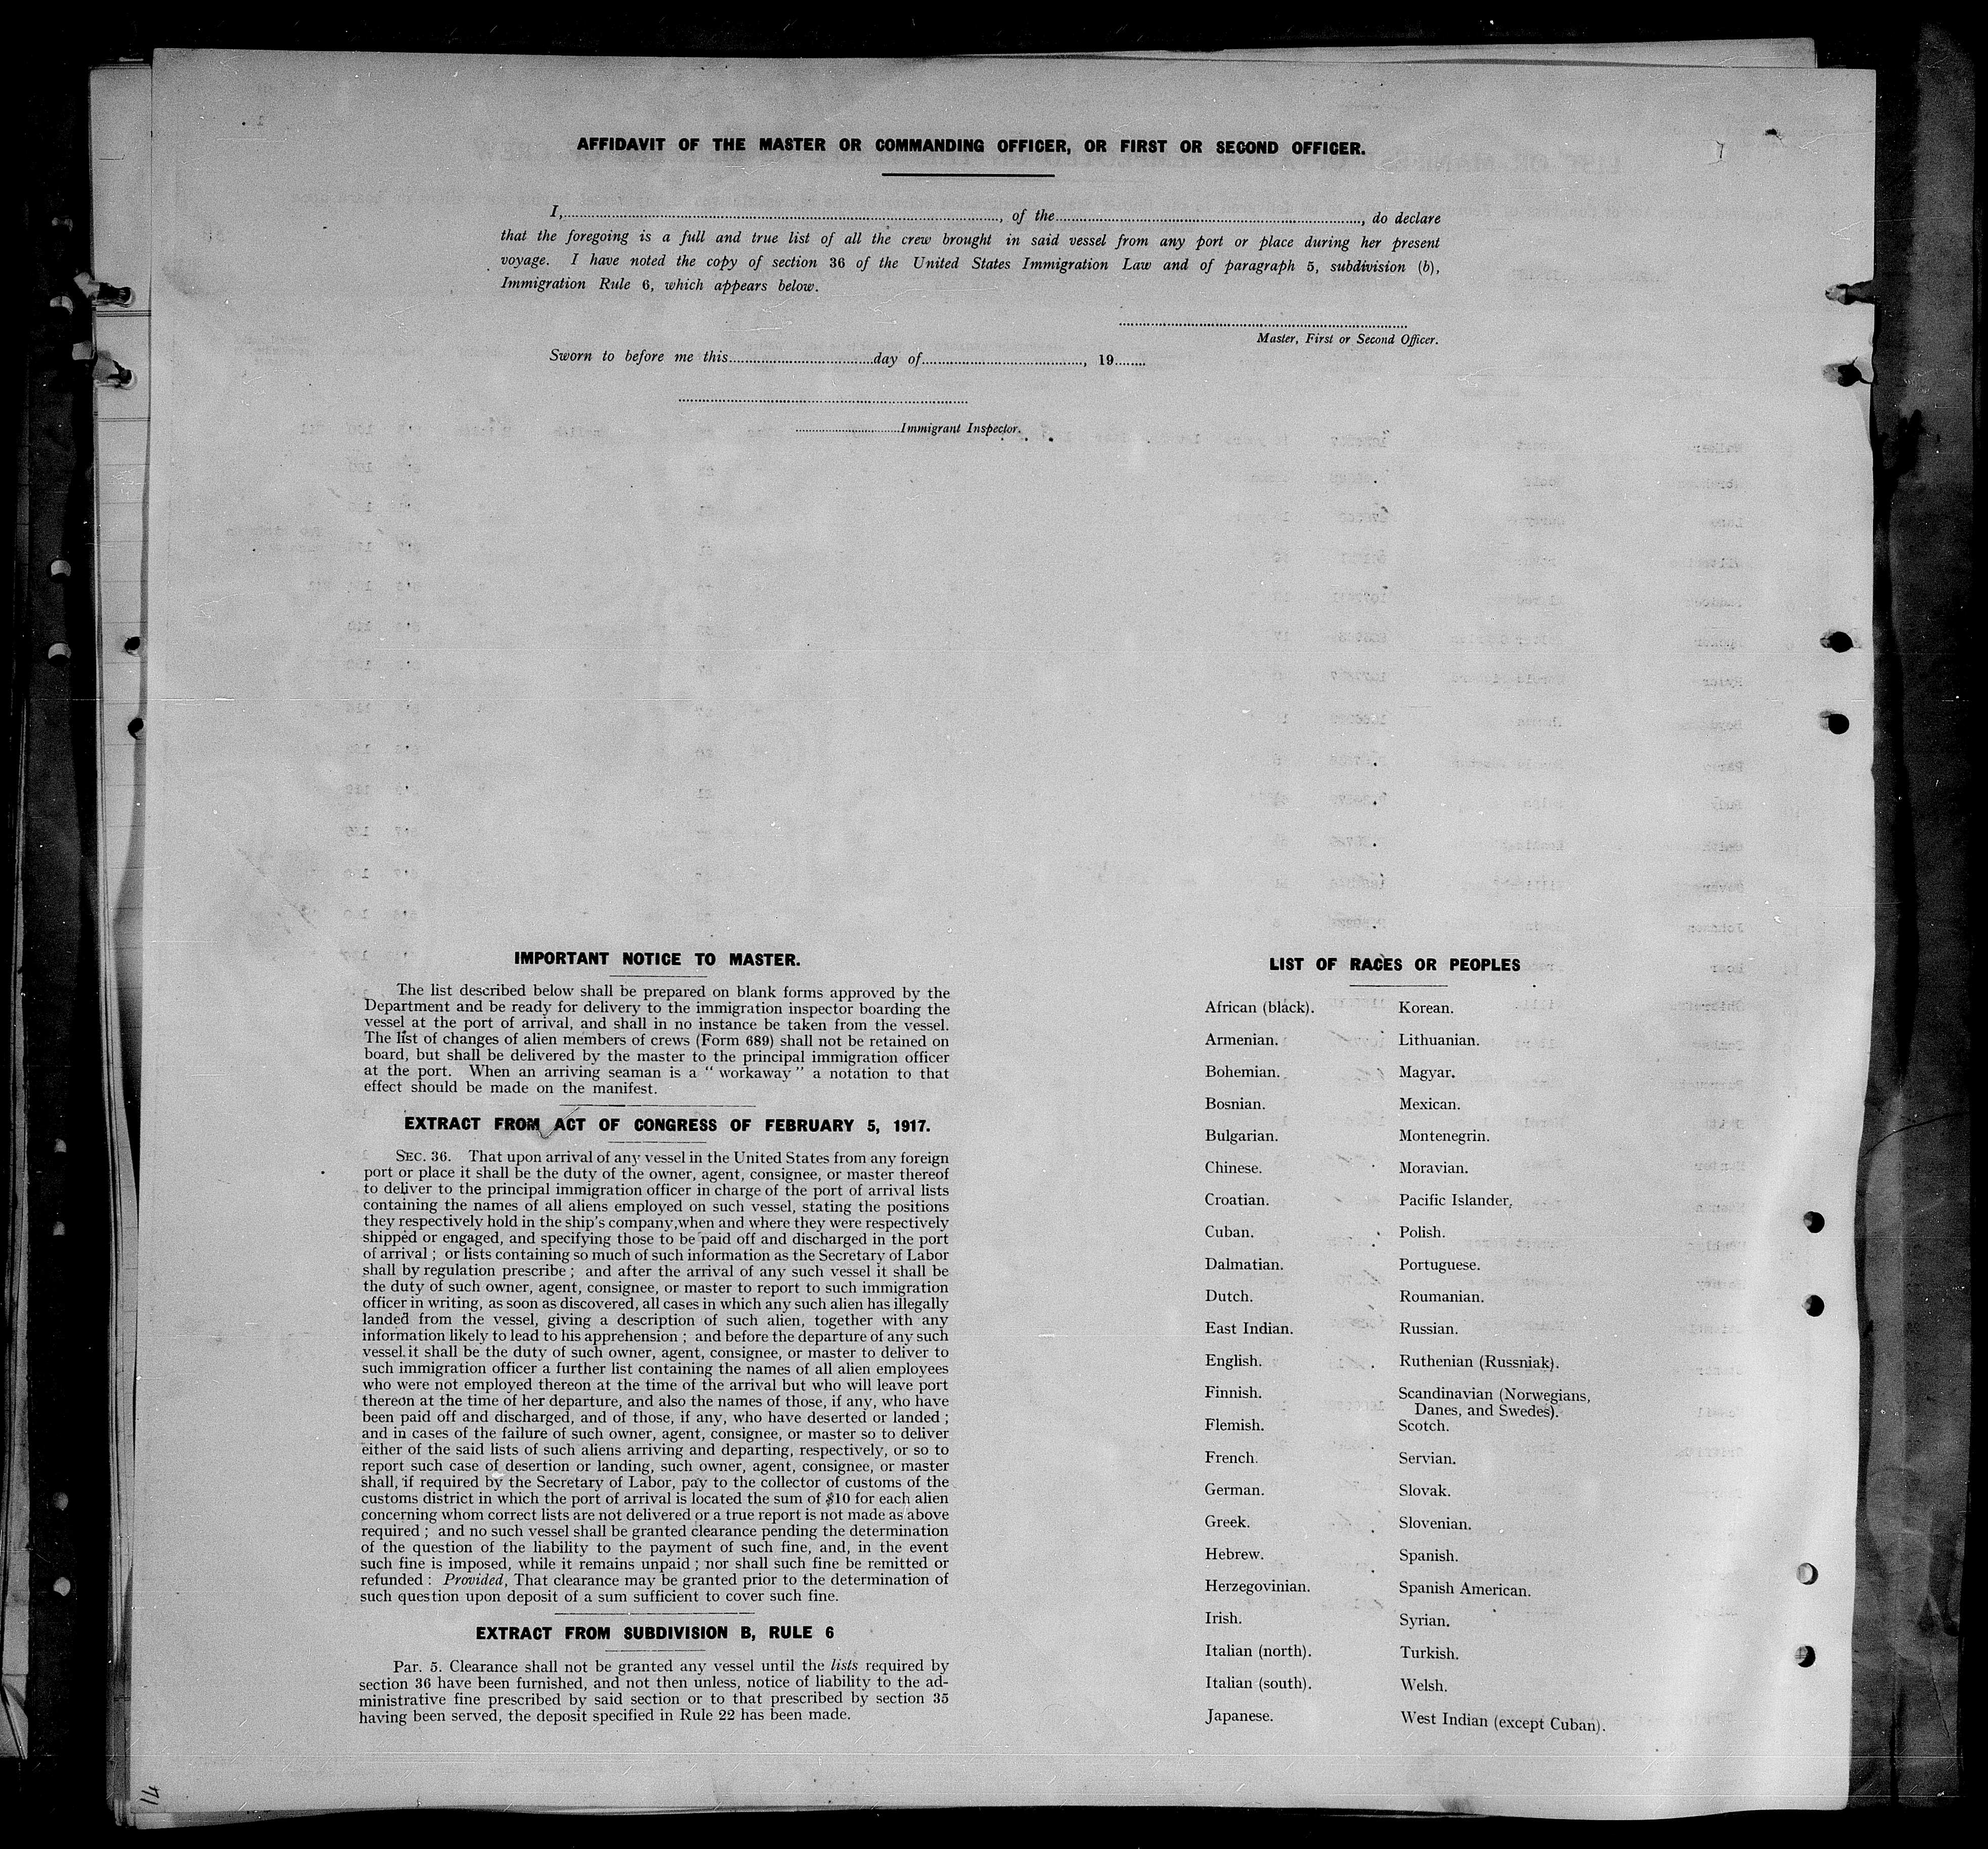 AFFIDAVIT OF THE MASTER OR COMMANDING OFFICER, OR FIRST OR SECOND OFFICER.
I,............, of the............, do declare
that the foregoing is a full and true list of all the crew brought in said vessel from any port or place during her present
voyage. I have noted the copy of section 36 of the United States Immigration Law and of paragraph 5, subdivision (b),
Immigration Rule 6, which appears below.
Master, First or Second Officer.
Sworn to before me this............day of............, 19........
............Immigrant Inspector.
IMPORTANT NOTICE TO MASTER.
The list described below shall be prepared on blank forms approved by the
Department and be ready for delivery to the immigration inspector boarding the
vessel at the port of arrival, and shall in no instance be taken from the vessel.
The list of changes of alien members of crews (Form 689) shall not be retained on
board, but shall be delivered by the master to the principal immigration officer
at the port. When an arriving seaman is a " workaway " a notation to that
effect should be made on the manifest.
EXTRACT FROM ACT OF CONGRESS OF FEBRUARY 5, 1917.
SEC. 36. That upon arrival of any vessel in the United States from any foreign
port or place it shall be the duty of the owner, agent, consignee, or master thereof
to deliver to the principal immigration officer in charge of the port of arrival lists
containing the names of all aliens employed on such vessel, stating the positions
they respectively hold in the ship's company, when and where they were respectively
shipped or engaged, and specifying those to be paid off and discharged in the port
of arrival ; or lists containing so much of such information as the Secretary of Labor
shall by regulation prescribe ; and after the arrival of any such vessel it shall be
the duty of such owner, agent, consignee, or master to report to such immigration
officer in writing, as soon as discovered, all cases in which any such alien has illegally
landed from the vessel, giving a description of such alien, together with any
information likely to lead to his apprehension ; and before the departure of any such
vessel it shall be the duty of such owner, agent, consignee, or master to deliver to
such immigration officer a further list containing the names of all alien employees
who were not employed thereon at the time of the arrival but who will leave port
thereon at the time of her departure, and also the names of those, if any, who have
been paid off and discharged, and of those, if any, who have deserted or landed ;
and in cases of the failure of such owner, agent, consignee, or master so to deliver
either of the said lists of such aliens arriving and departing, respectively, or so to
report such case of desertion or landing, such owner, agent, consignee, or master
shall, if required by the Secretary of Labor, pay to the collector of customs of the
customs district in which the port of arrival is located the sum of $10 for each alien
concerning whom correct lists are not delivered or a true report is not made as above
required ; and no such vessel shall be granted clearance pending the determination
of the question of the liability to the payment of such fine, and, in the event
such fine is imposed, while it remains unpaid ; nor shall such fine be remitted or
refunded : Provided, That clearance may be granted prior to the determination of
such question upon deposit of a sum sufficient to cover such fine.
EXTRACT FROM SUBDIVISION B, RULE 6
Par. 5. Clearance shall not be granted any vessel until the lists required by
section 36 have been furnished, and not then unless, notice of liability to the ad-
ministrative fine prescribed by said section or to that prescribed by section 35
having been served, the deposit specified in Rule 22 has been made.
LIST OF RACES OR PEOPLES
African (black).
Armenian.
Bohemian.
Bosnian.
Bulgarian.
Chinese.
Croatian.
Cuban.
Dalmatian.
Dutch.
East Indian.
English.
Finnish.
Flemish.
French.
German.
Greek.
Hebrew.
Herzegovinian.
Irish.
Italian (north).
Italian (south).
Japanese.
Korean.
Lithuanian.
Magyar.
Mexican.
Montenegrin.
Moravian.
Pacific Islander.
Polish.
Portuguese.
Roumanian.
Russian.
Ruthenian (Russniak).
Scandinavian (Norwegians,
Danes, and Swedes).
Scotch.
Servian.
Slovak.
Slovenian.
Spanish.
Spanish American.
Syrian.
Turkish.
Welsh.
West Indian (except Cuban).